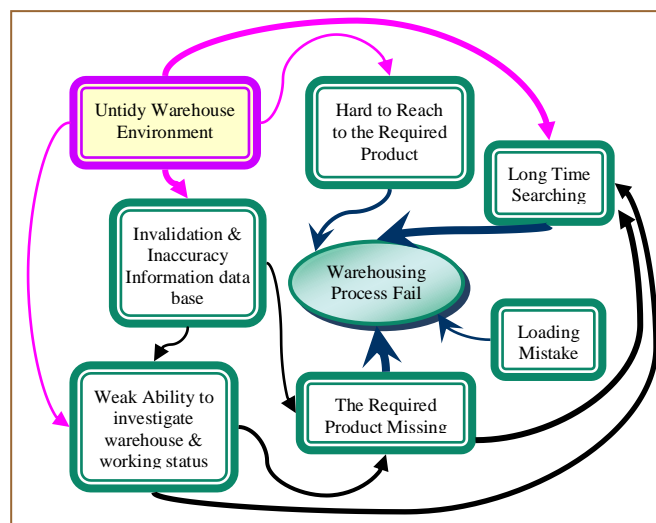 Untidy Warehouse
Environment
Hard to Reach
to the Required
Product
Long Time
Searching
Invalidation &
Inaccuracy
Information data
base
Warehousing
Process Fail
Loading
Mistake
Weak Ability to
investigate
warehouse &
working status
The Required
Product Missing